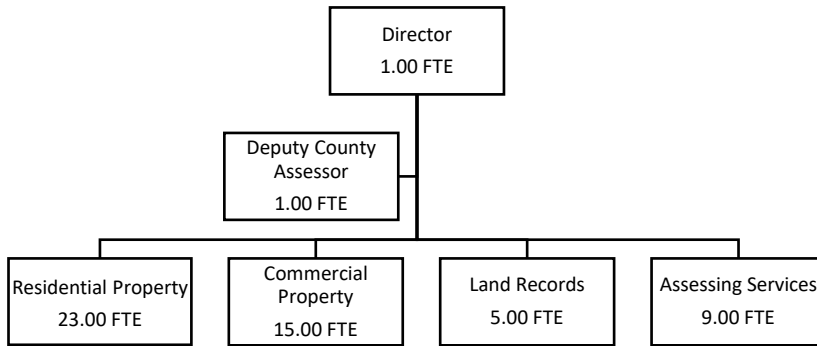 Director
1.00 FTE
Deputy County
Assessor
1.00 FTE
Residential Property
23.00 FTE
Commercial
Property
15.00 FTE
Land Records
5.00 FTE
Assessing Services
9.00 FTE